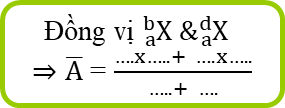 Đồng vị ᵇₐX &ᵈₐX
⇒ A̅ = ....x.....+ ....x.....
.....+ ....